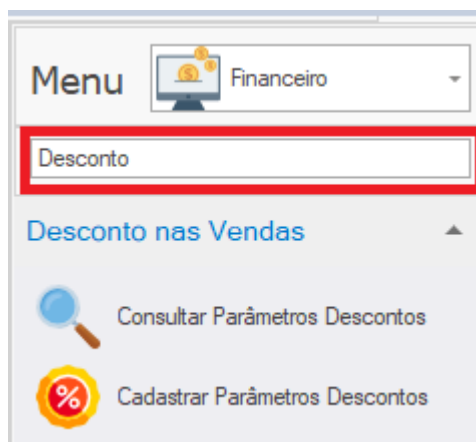 Menu Financeiro
Desconto
Desconto nas Vendas
Consultar Parâmetros Descontos
Cadastrar Parâmetros Descontos